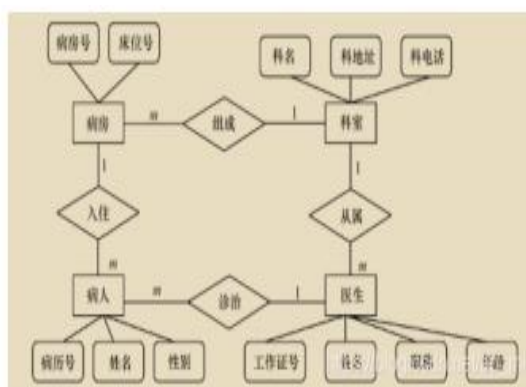 病房号 床位号
科名 科地址 科电话
病房 m 组成 1 科室
1 1
入住 从属
m m
病人 m 诊治 1 医生
病历号 姓名 性别 工作证号 姓名 职称 年龄